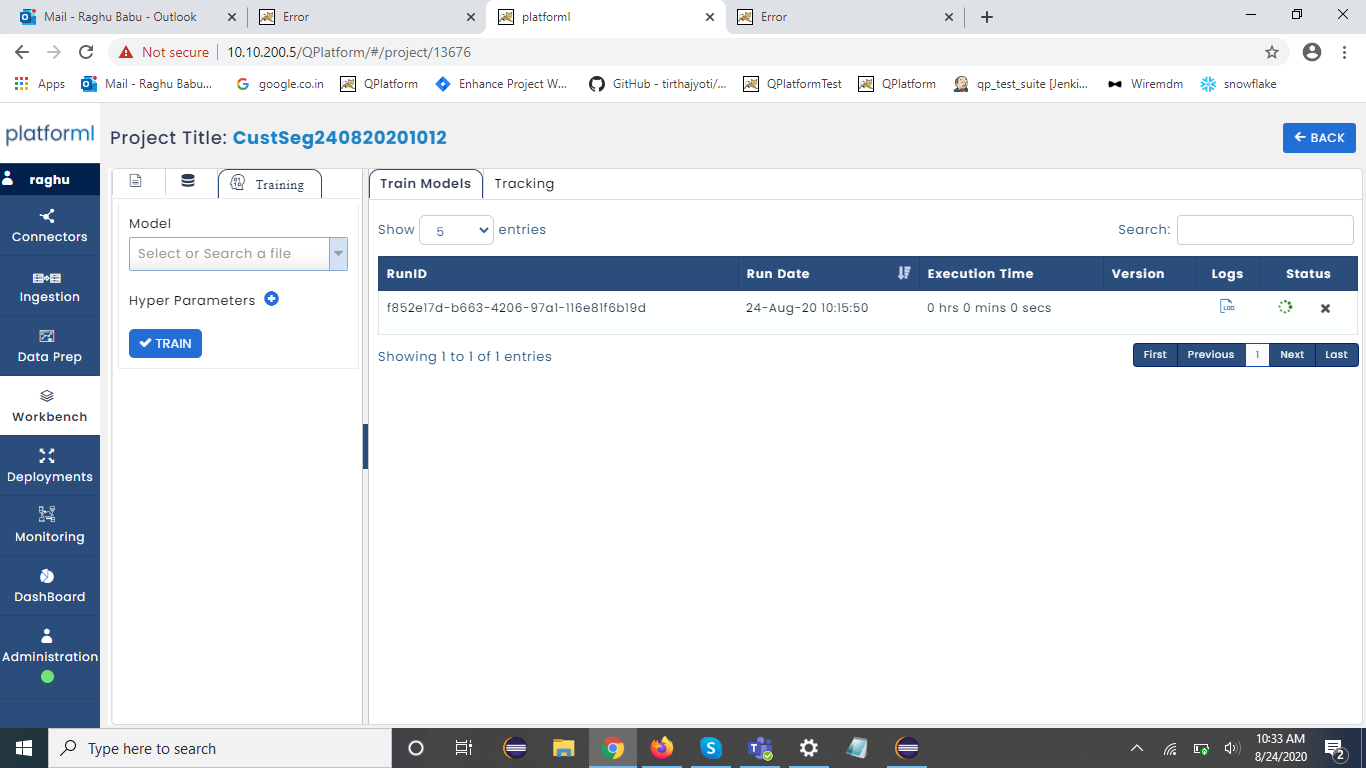 Mail - Raghu Babu - Outlook
Error
platforml
Error
Not secure
10.10.200.5/QPlatform/#/project/13676
Apps
Mail - Raghu Babu...
google.co.in
QPlatform
Enhance Project W...
GitHub - tirthajyoti/...
QPlatformTest
QPlatform
qp_test_suite [Jenki...
Wiremdm
snowflake
platforml
Project Title: CustSeg240820201012
BACK
raghu
Connectors
Ingestion
Data Prep
Workbench
Deployments
Monitoring
DashBoard
Administration
Training
Model
Select or Search a file
Hyper Parameters
TRAIN
Train Models
Tracking
Show 5 entries
Search:
RunID Run Date Execution Time Version Logs Status
f852e17d-b663-4206-97a1-116e81f6b19d 24-Aug-20 10:15:50 0 hrs 0 mins 0 secs LOG
Showing 1 to 1 of 1 entries
First Previous 1 Next Last
Type here to search
10:33 AM
8/24/2020
2